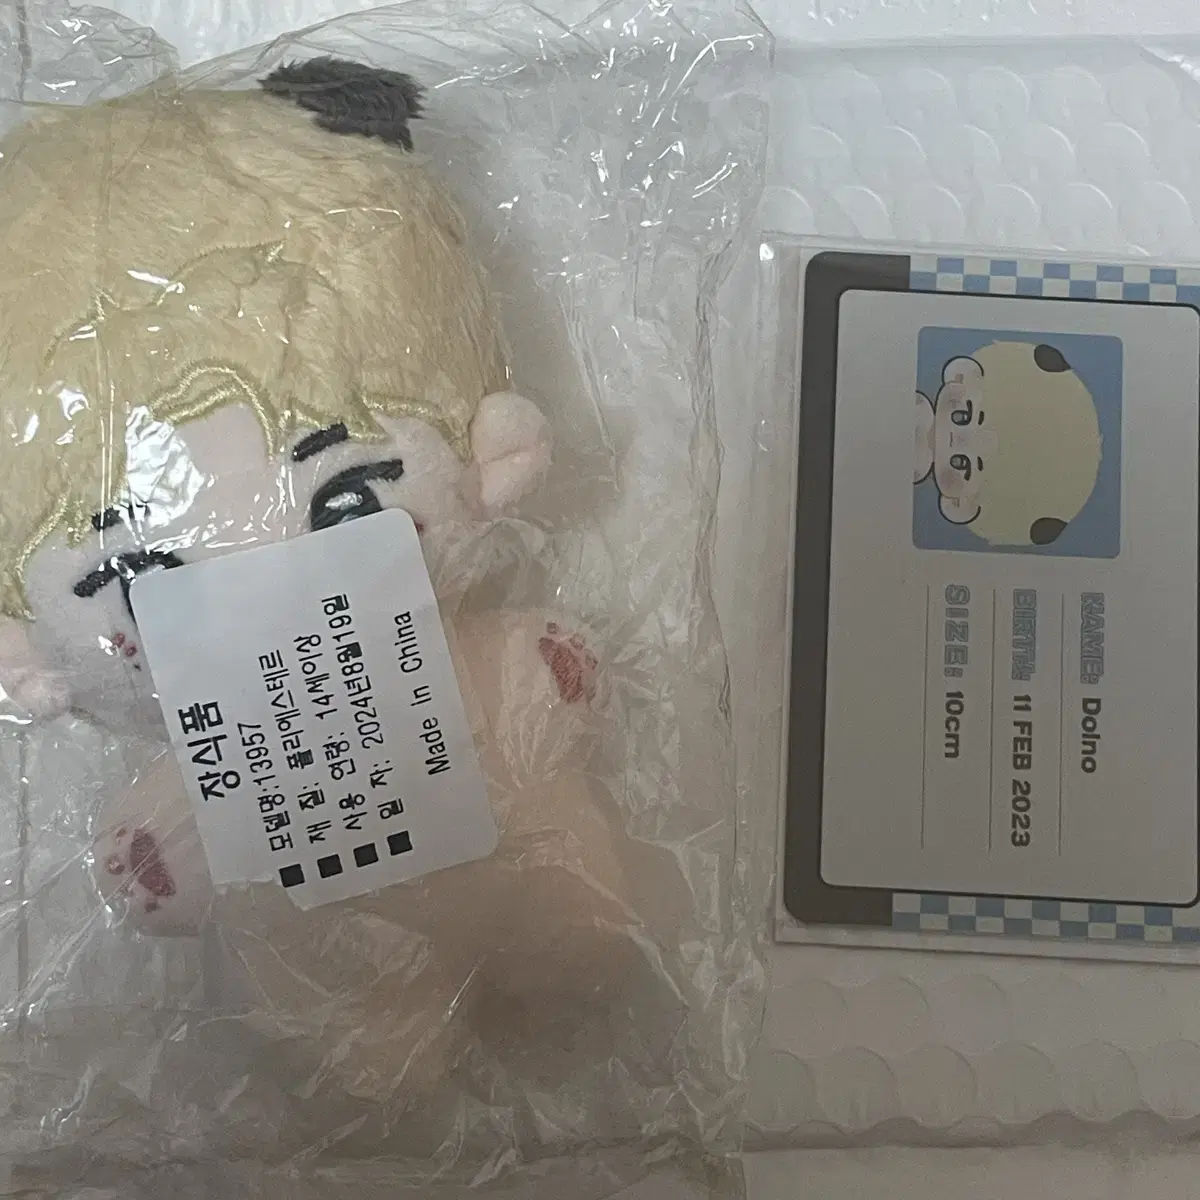 장식품
■ 모델명:13957
■ 재 질: 폴리에스테르
■ 사용 연령: 14세이상
■ 일 자: 2024년8월19일
Made In China
NAME: Dolno
BIRTH: 11 FEB 2023
SIZE: 10cm